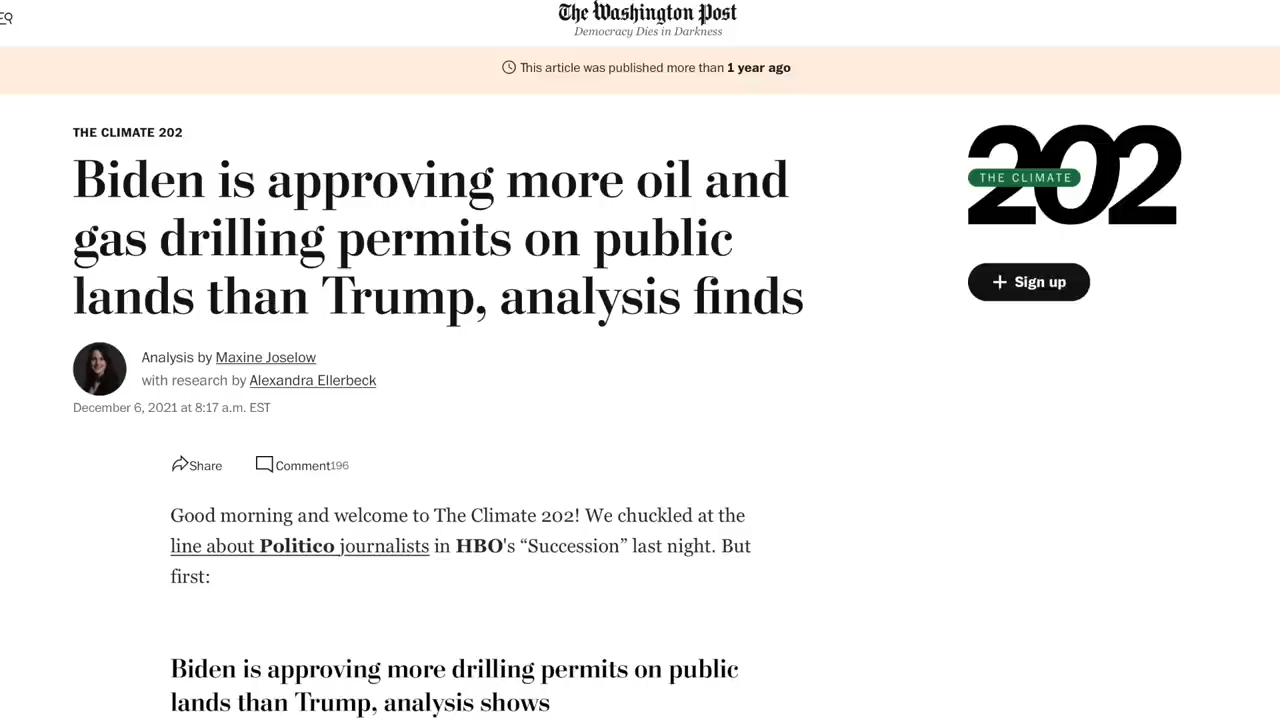 The Washington Post
Democracy Dies in Darkness
This article was published more than 1 year ago
THE CLIMATE 202
Biden is approving more oil and
gas drilling permits on public
lands than Trump, analysis finds
202
THE CLIMATE
+ Sign up
Analysis by Maxine Joselow
with research by Alexandra Ellerbeck
December 6, 2021 at 8:17 a.m. EST
Share
Comment196
Good morning and welcome to The Climate 202! We chuckled at the
line about Politico journalists in HBO's “Succession” last night. But
first:
Biden is approving more drilling permits on public
lands than Trump, analysis shows